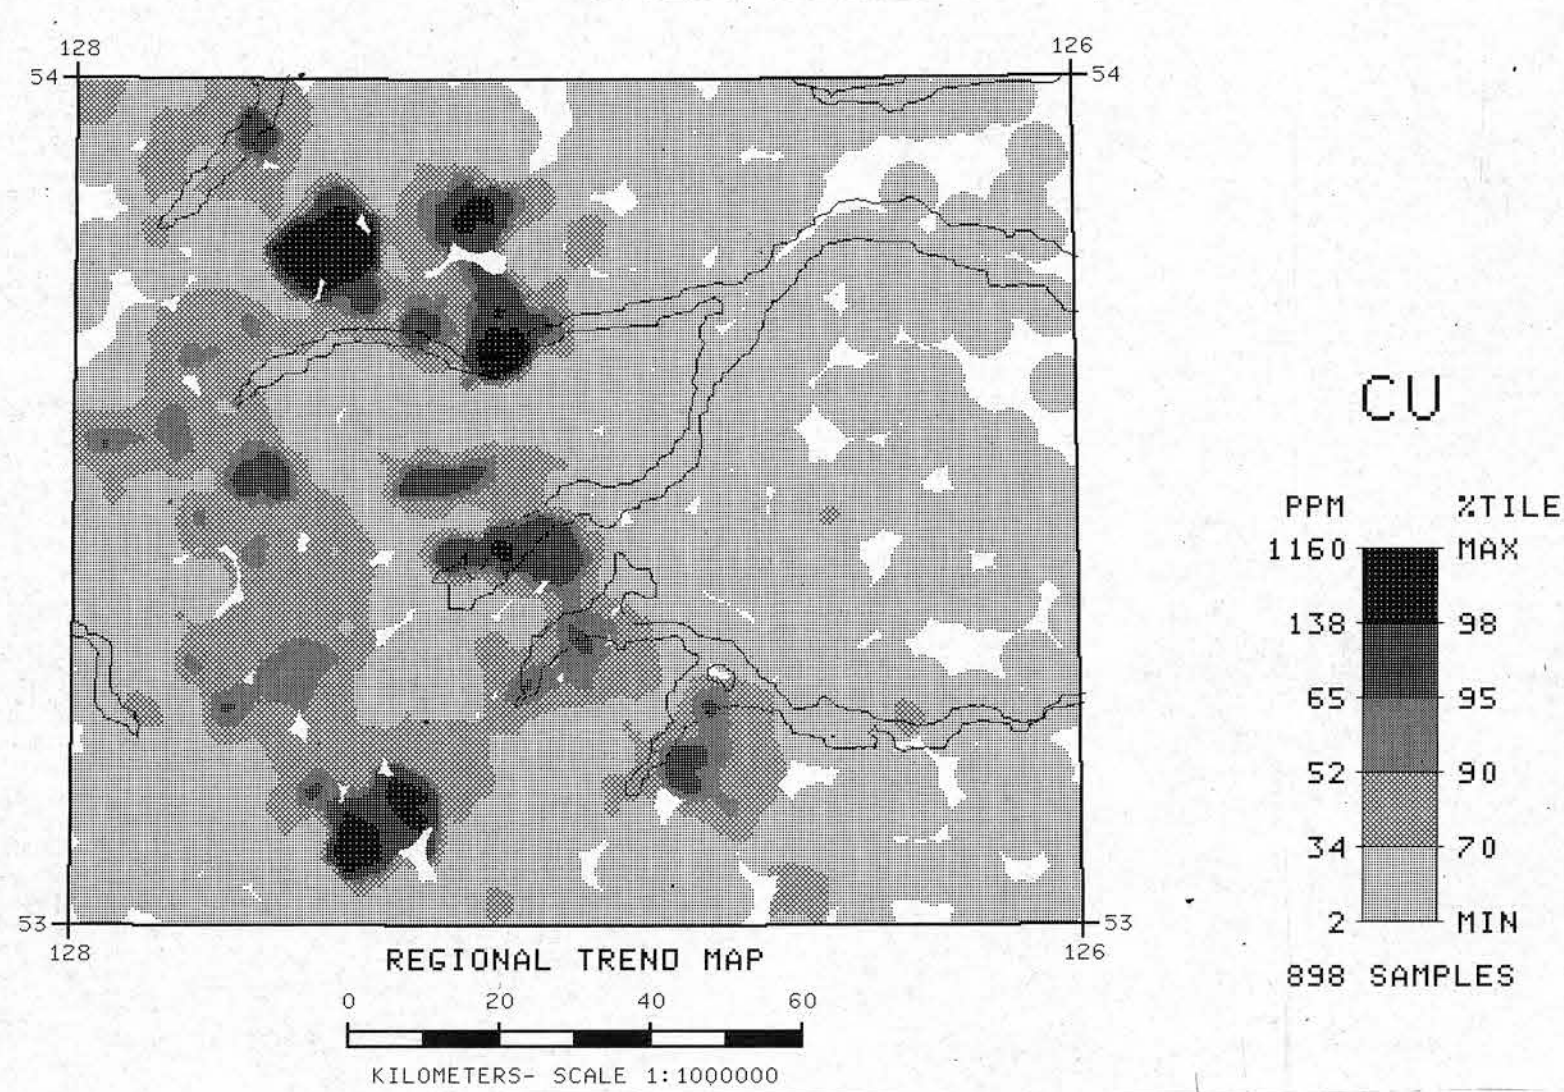 128
126
54
54
CU
PPM
%TILE
1160
MAX
138
98
65
95
52
90
34
70
2
MIN
898 SAMPLES
53
53
128
126
REGIONAL TREND MAP
0 20 40 60
KILOMETERS- SCALE 1:1000000